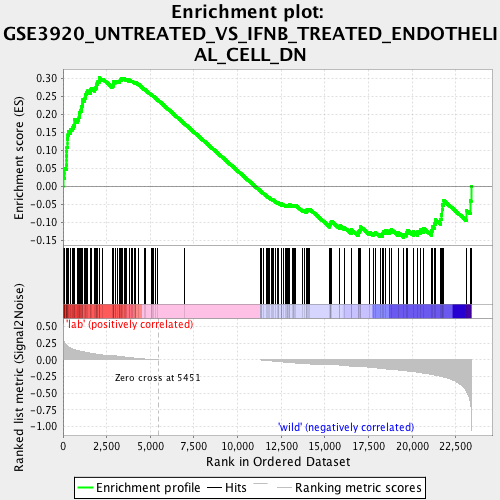 Enrichment plot:
GSE3920_UNTREATED_VS_IFNB_TREATED_ENDOTHELI
AL_CELL_DN
Enrichment score (ES)
0.30
0.25
0.20
0.15
0.10
0.05
0.00
-0.05
-0.10
-0.15
Ranked list metric (Signal2Noise)
0.50
0.25
0.00
-0.25
-0.50
-0.75
-1.00
'lab' (positively correlated)
Zero cross at 5451
'wild' (negatively correlated)
0
2,500
5,000
7,500
10,000
12,500
15,000
17,500
20,000
22,500
Rank in Ordered Dataset
Enrichment profile
Hits
Ranking metric scores